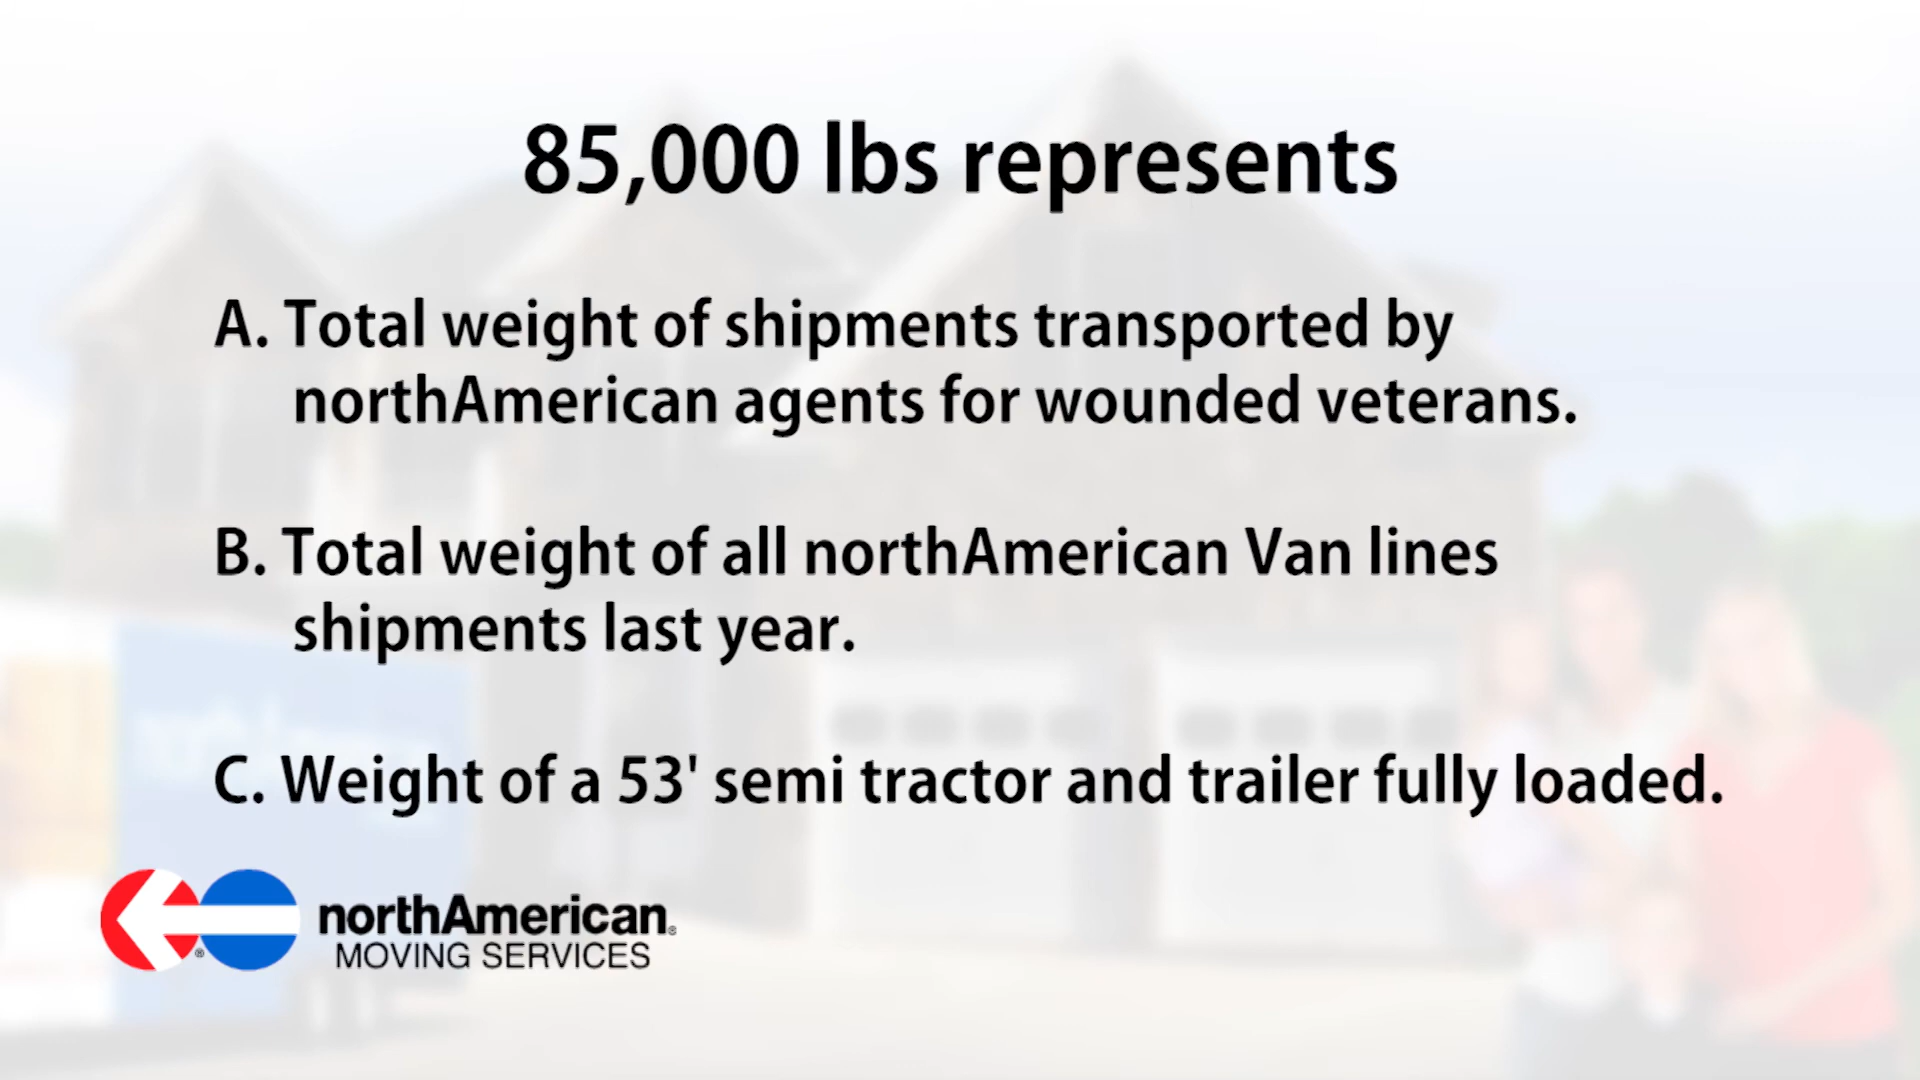 85,000 lbs represents
A. Total weight of shipments transported by
northAmerican agents for wounded veterans.
B. Total weight of all northAmerican Van lines
shipments last year.
C. Weight of a 53' semi tractor and trailer fully loaded.
northAmerican®
MOVING SERVICES
®